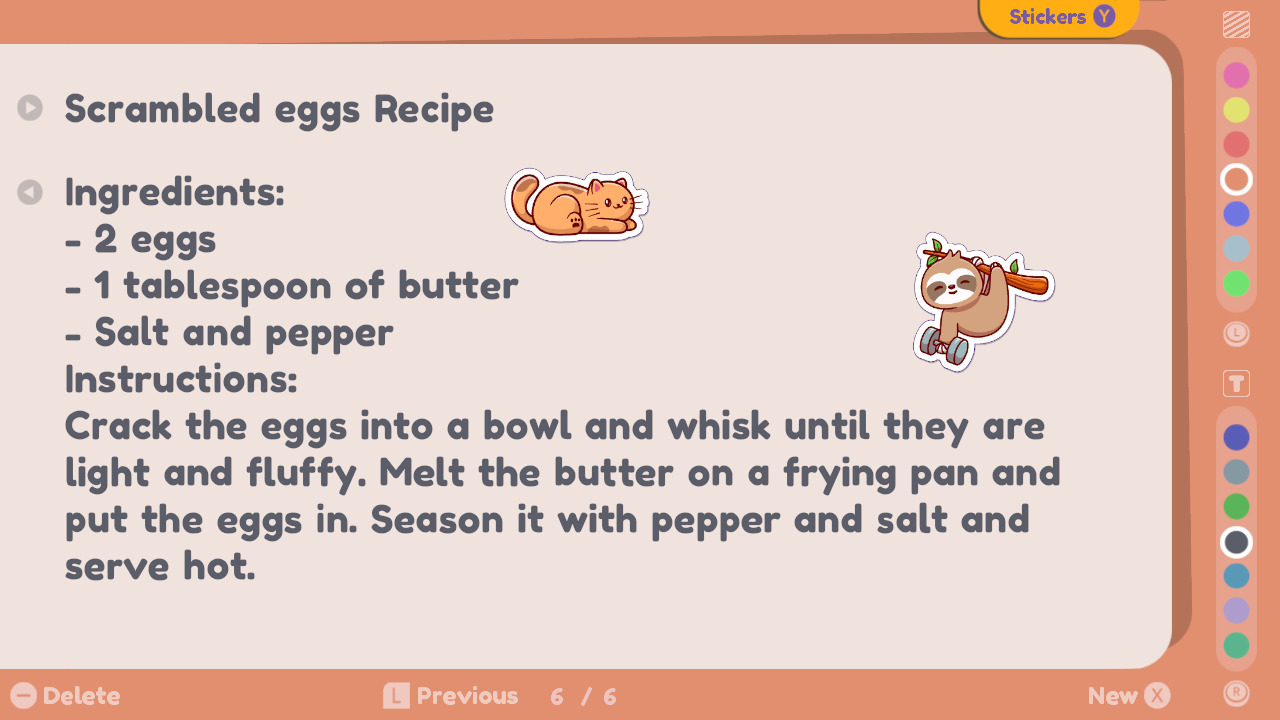 Stickers Y
Scrambled eggs Recipe
Ingredients:
- 2 eggs
- 1 tablespoon of butter
- Salt and pepper
Instructions:
Crack the eggs into a bowl and whisk until they are
light and fluffy. Melt the butter on a frying pan and
put the eggs in. Season it with pepper and salt and
serve hot.
L
T
Delete
L Previous 6 / 6
New X
R